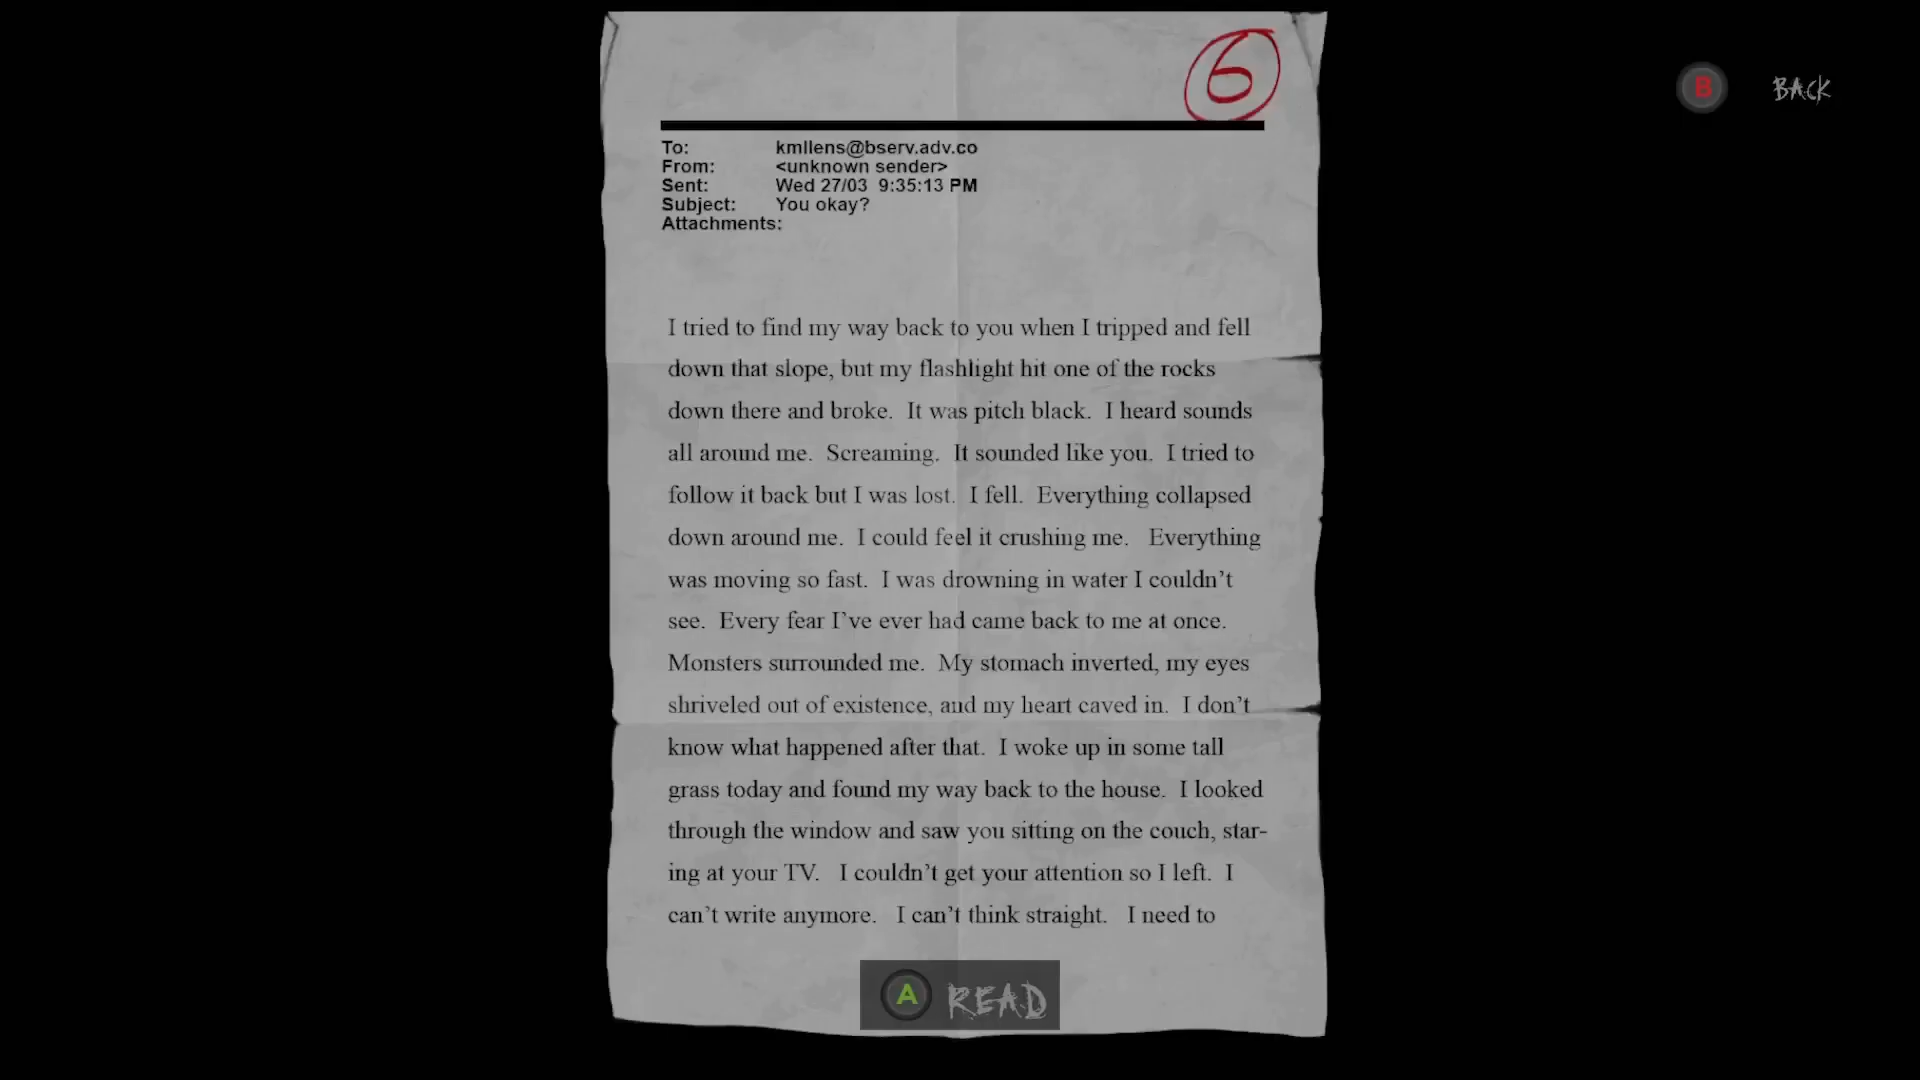 6
B BACK
To: kmllens@bserv.adv.co
From: <unknown sender>
Sent: Wed 27/03  9:35:13 PM
Subject: You okay?
Attachments:
I tried to find my way back to you when I tripped and fell
down that slope, but my flashlight hit one of the rocks
down there and broke.  It was pitch black.  I heard sounds
all around me.  Screaming.  It sounded like you.  I tried to
follow it back but I was lost.  I fell.  Everything collapsed
down around me.  I could feel it crushing me.   Everything
was moving so fast.  I was drowning in water I couldn’t
see.  Every fear I’ve ever had came back to me at once.
Monsters surrounded me.  My stomach inverted, my eyes
shriveled out of existence, and my heart caved in.  I don’t
know what happened after that.  I woke up in some tall
grass today and found my way back to the house.  I looked
through the window and saw you sitting on the couch, star-
ing at your TV.   I couldn’t get your attention so I left.  I
can’t write anymore.   I can’t think straight.   I need to
A READ